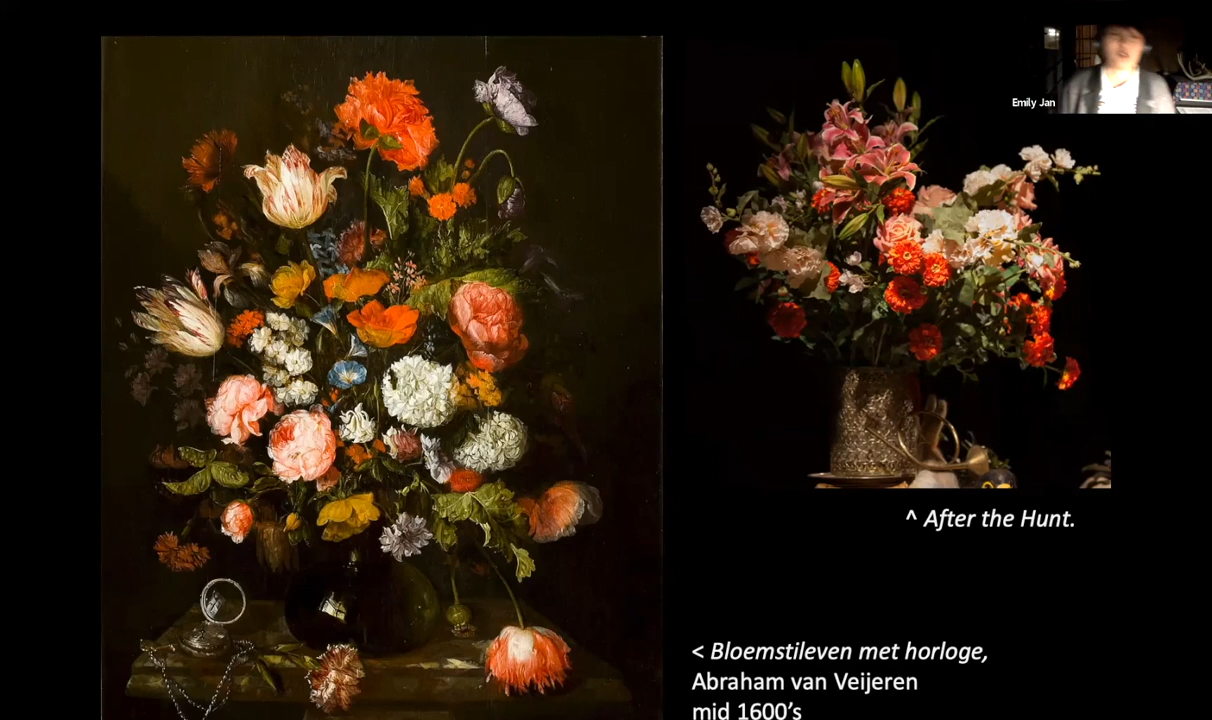 Emily Jan
^ After the Hunt.
< Bloemstileven met horloge,
Abraham van Veijeren
mid 1600's